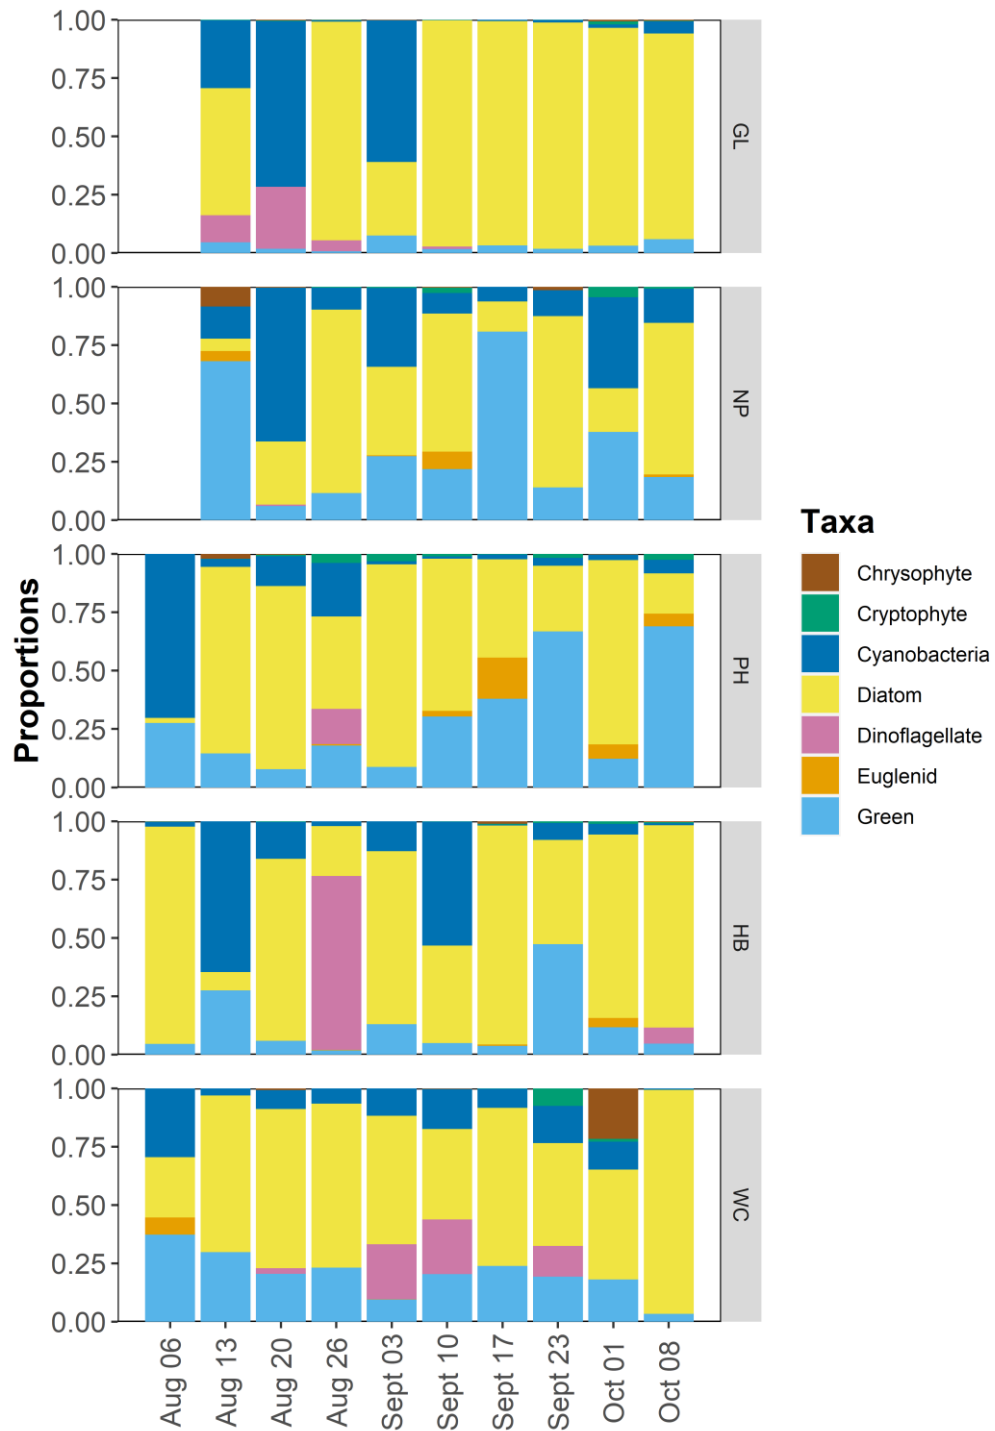 1.00
0.75
0.50
0.25
0.00
GL
1.00
0.75
0.50
0.25
0.00
NP
1.00
0.75
0.50
0.25
0.00
PH
1.00
0.75
0.50
0.25
0.00
HB
1.00
0.75
0.50
0.25
0.00
WC
Proportions
Aug 06
Aug 13
Aug 20
Aug 26
Sept 03
Sept 10
Sept 17
Sept 23
Oct 01
Oct 08
Taxa
Chrysophyte
Cryptophyte
Cyanobacteria
Diatom
Dinoflagellate
Euglenid
Green